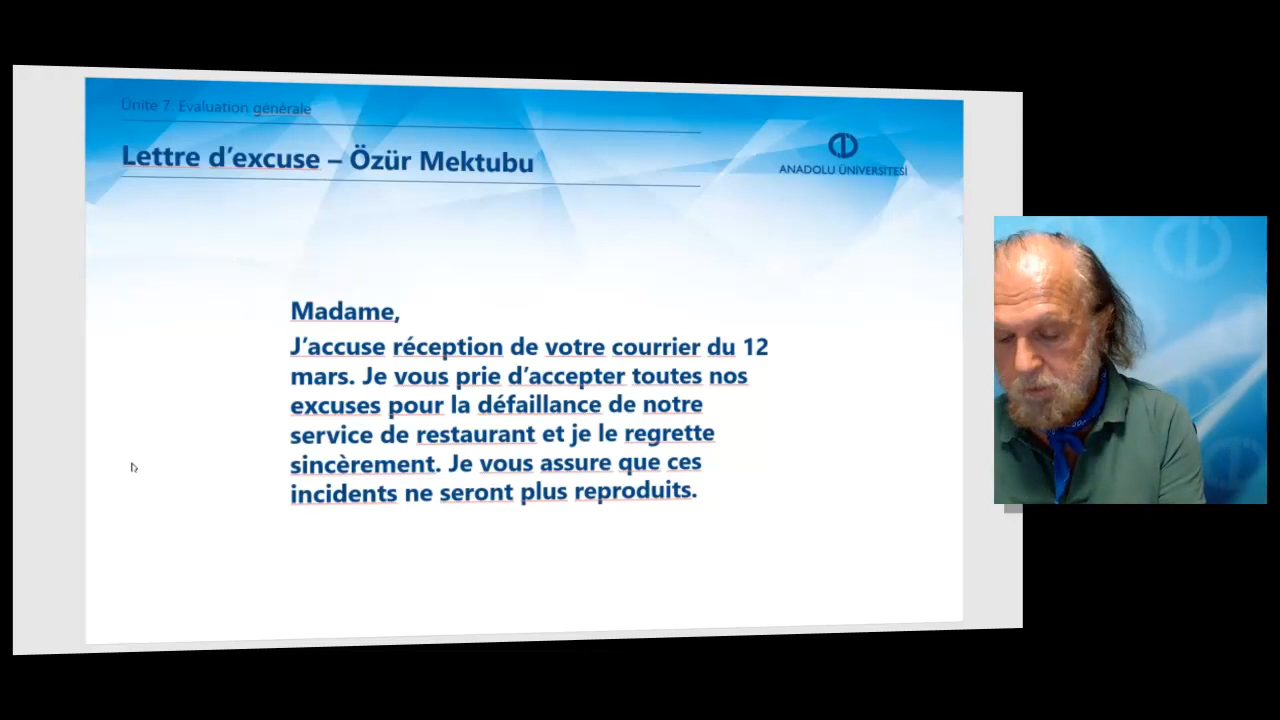 Ünite 7: Évaluation générale
Lettre d’excuse – Özür Mektubu
ANADOLU ÜNİVERSİTESİ
Madame,
J’accuse réception de votre courrier du 12
mars. Je vous prie d’accepter toutes nos
excuses pour la défaillance de notre
service de restaurant et je le regrette
sincèrement. Je vous assure que ces
incidents ne seront plus reproduits.